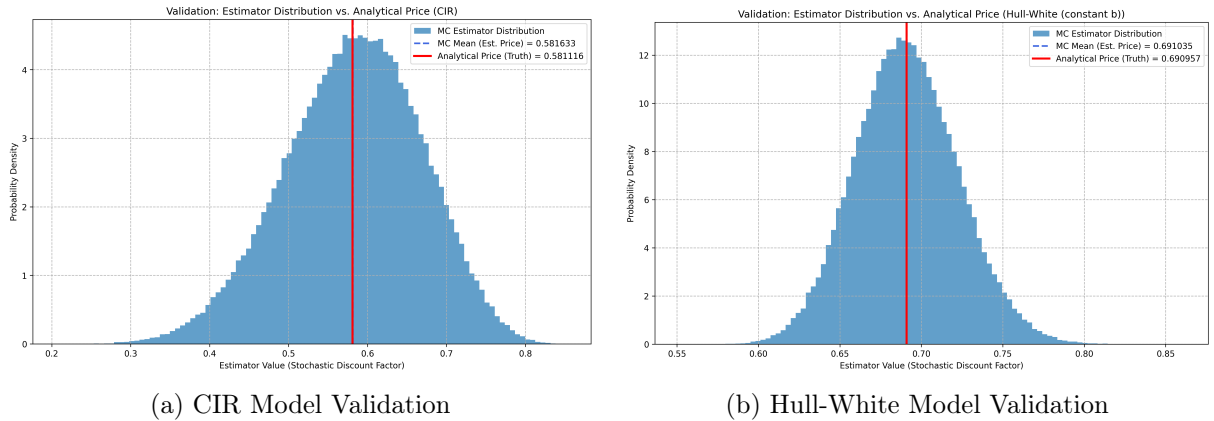 Validation: Estimator Distribution vs. Analytical Price (CIR)
MC Estimator Distribution
MC Mean (Est. Price) = 0.581633
Analytical Price (Truth) = 0.581116
Probability Density
4
3
2
1
0
0.2 0.3 0.4 0.5 0.6 0.7 0.8
Estimator Value (Stochastic Discount Factor)
(a) CIR Model Validation
Validation: Estimator Distribution vs. Analytical Price (Hull-White (constant b))
MC Estimator Distribution
MC Mean (Est. Price) = 0.691035
Analytical Price (Truth) = 0.690957
Probability Density
12
10
8
6
4
2
0
0.55 0.60 0.65 0.70 0.75 0.80 0.85
Estimator Value (Stochastic Discount Factor)
(b) Hull-White Model Validation